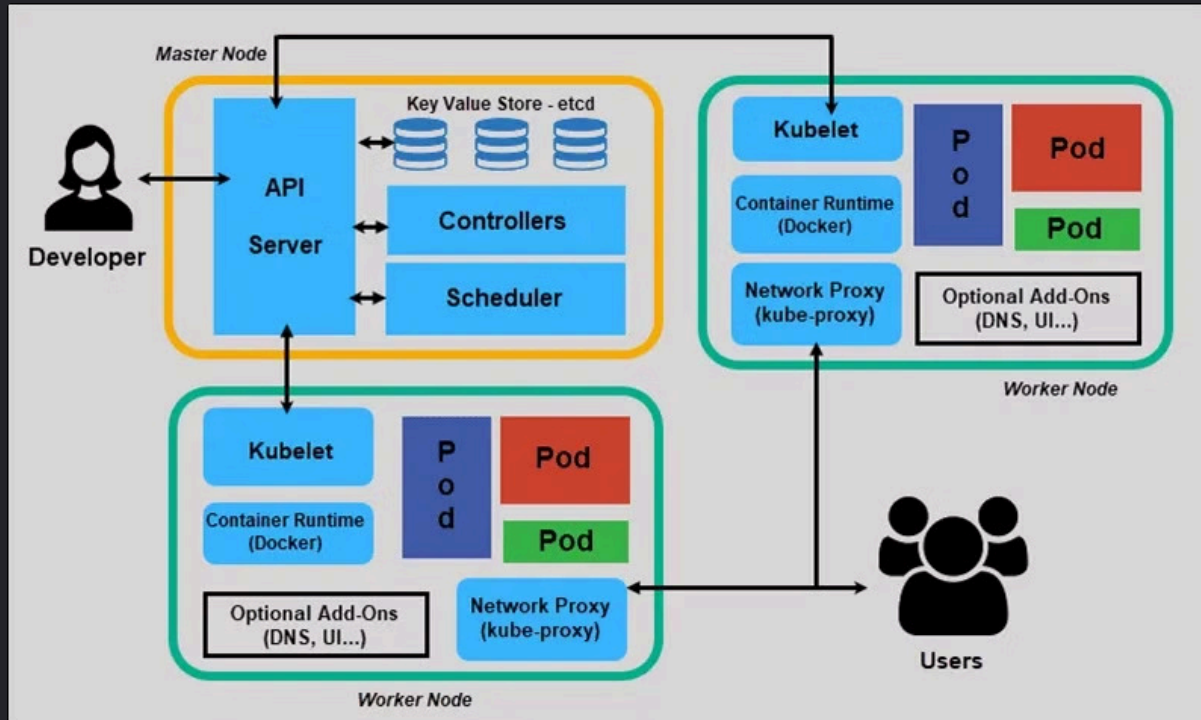 Master Node
Developer
API
Server
Key Value Store - etcd
Controllers
Scheduler
Kubelet
Container Runtime
(Docker)
Network Proxy
(kube-proxy)
Pod
Pod
Pod
Optional Add-Ons
(DNS, UI...)
Worker Node
Kubelet
Container Runtime
(Docker)
Pod
Pod
Pod
Optional Add-Ons
(DNS, UI...)
Network Proxy
(kube-proxy)
Worker Node
Users